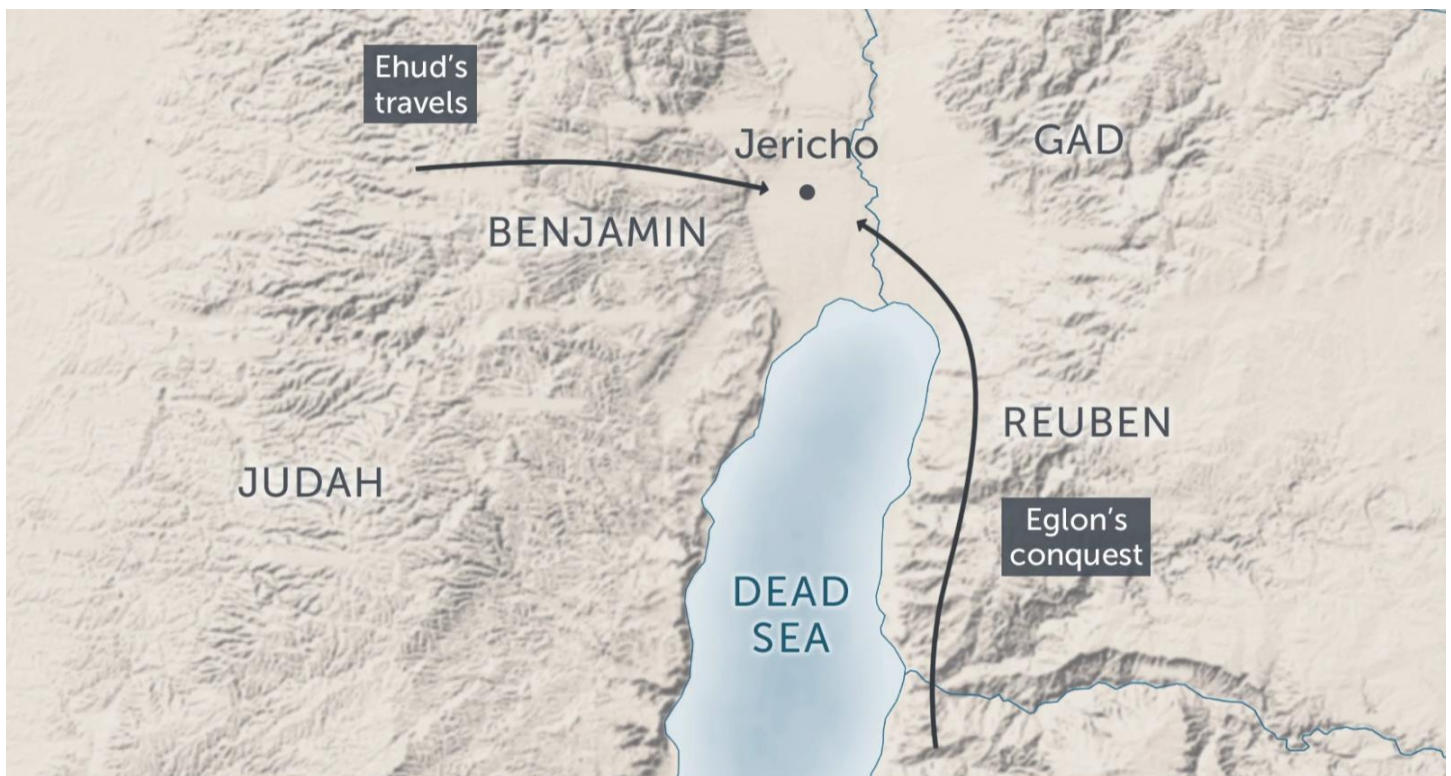 Ehud's
travels
Jericho
GAD
BENJAMIN
REUBEN
JUDAH
Eglon's
conquest
DEAD
SEA